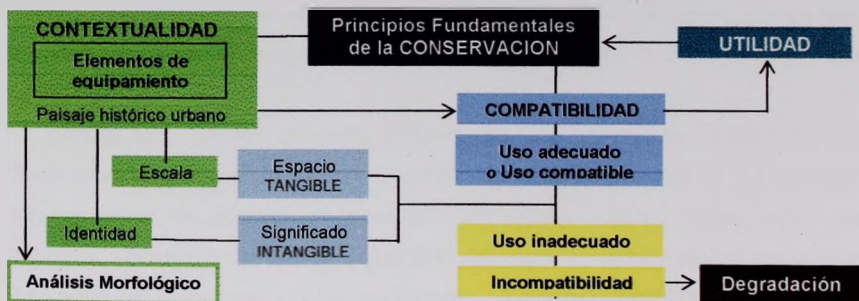 CONTEXTUALIDAD
Elementos de
equipamiento
Paisaje histórico urbano
Principios Fundamentales
de la CONSERVACION
UTILIDAD
COMPATIBILIDAD
Uso adecuado
o Uso compatible
Escala
Espacio
TANGIBLE
Identidad
Significado
INTANGIBLE
Uso inadecuado
Incompatibilidad
Análisis Morfológico
Degradación